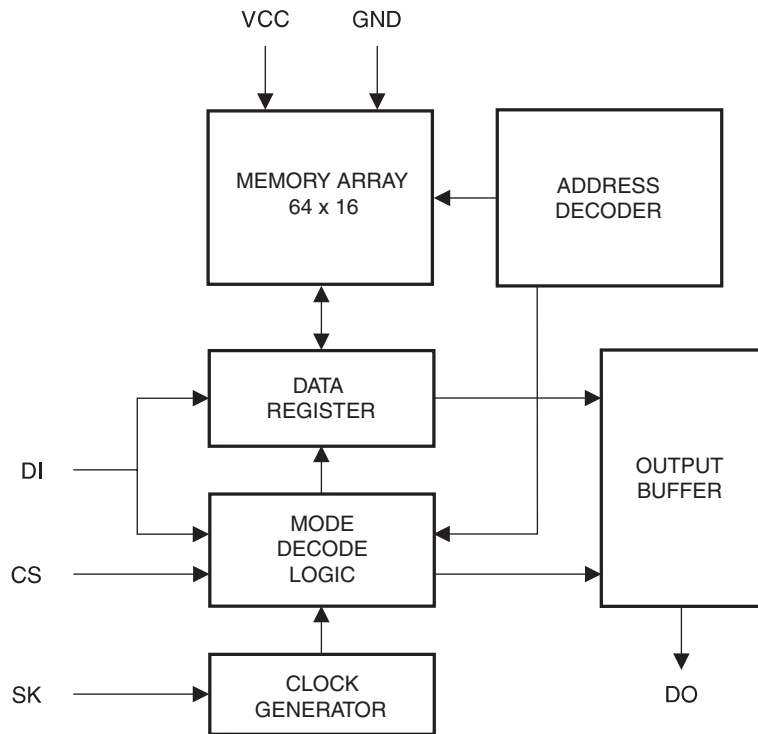 VCC
GND
MEMORY ARRAY
64 x 16
ADDRESS
DECODER
DATA
REGISTER
DI
OUTPUT
BUFFER
MODE
DECODE
LOGIC
CS
SK
CLOCK
GENERATOR
DO